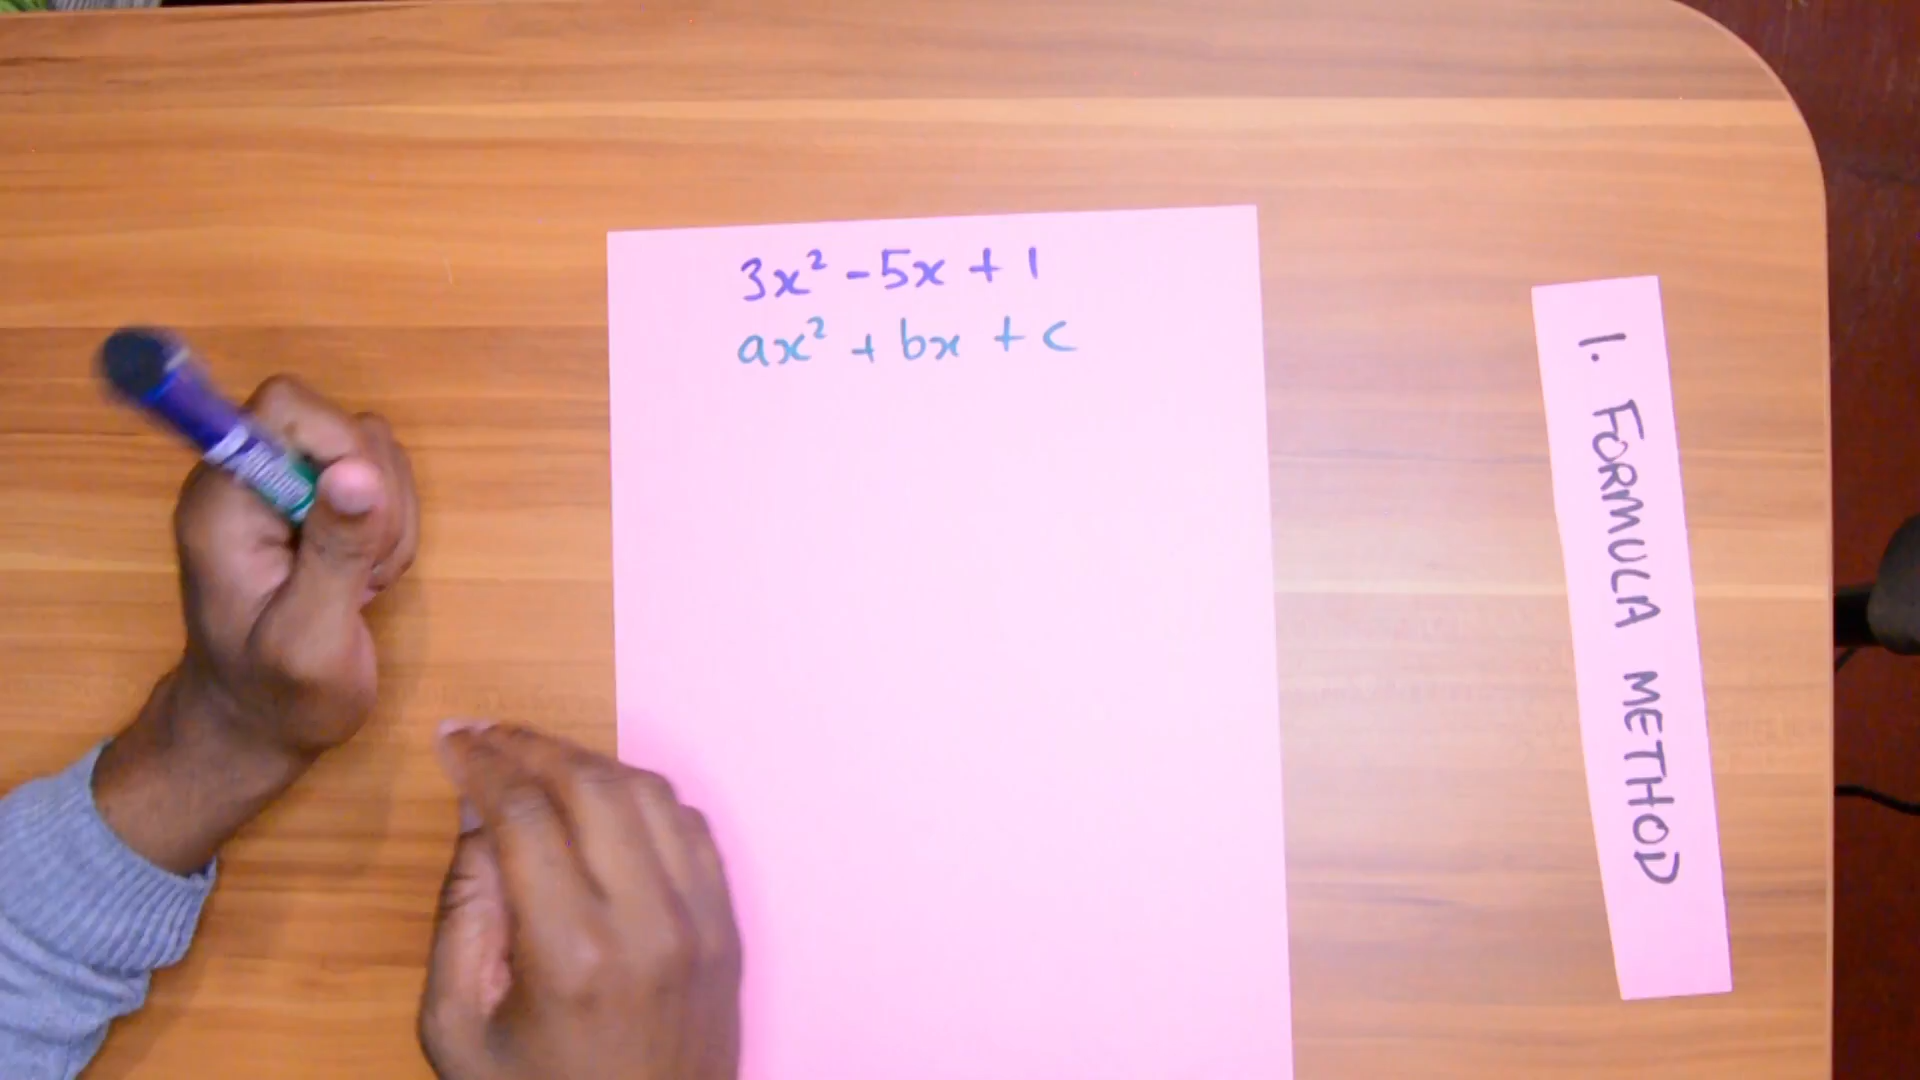 3x² - 5x + 1
ax² + bx + c
1. FORMULA METHOD